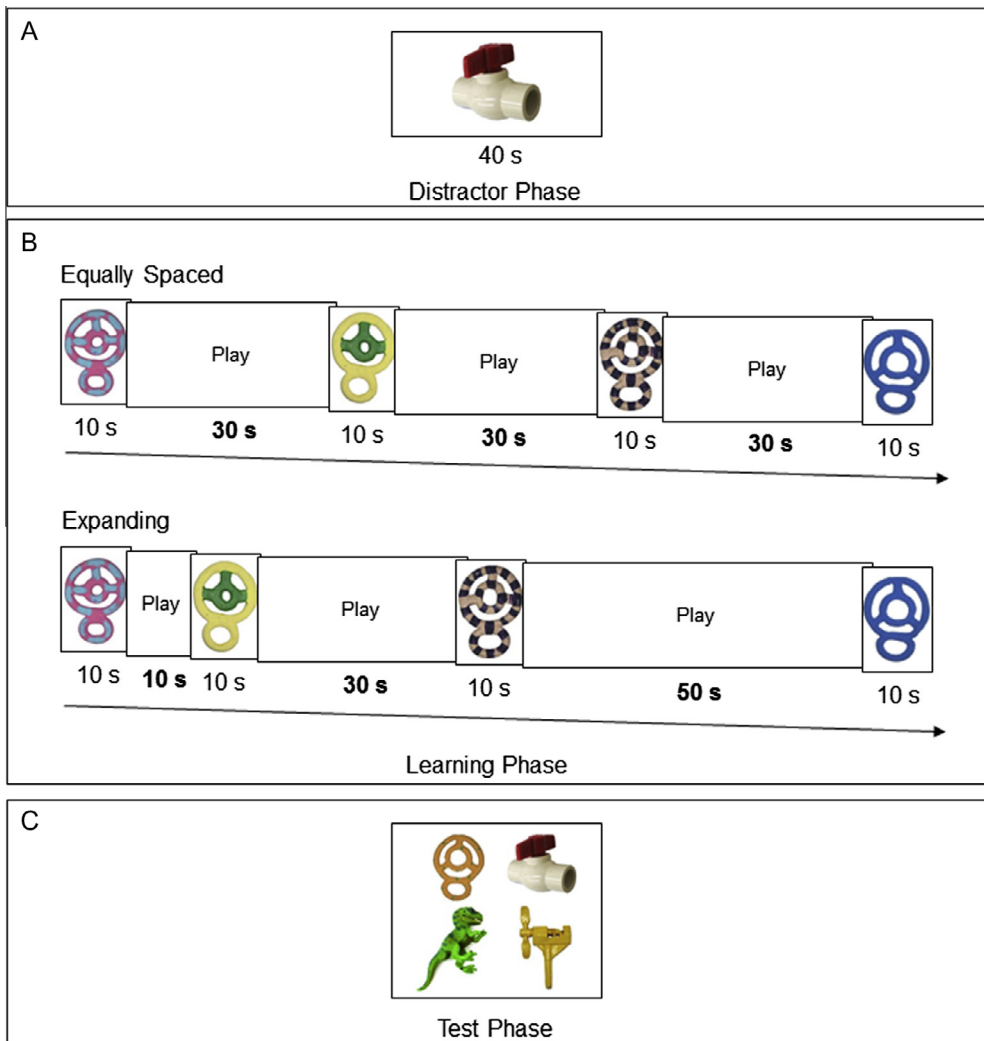 A
40 s
Distractor Phase
B
Equally Spaced
Play
Play
Play
10 s
30 s
10 s
30 s
10 s
30 s
10 s
Expanding
Play
Play
Play
10 s
10 s
10 s
30 s
10 s
50 s
10 s
Learning Phase
C
Test Phase